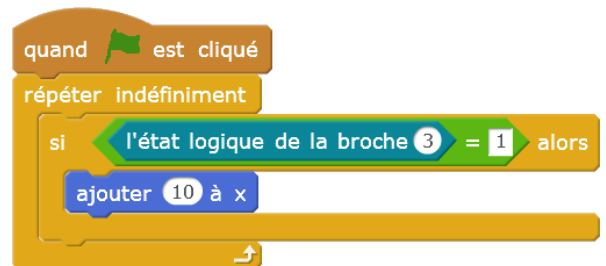 quand est cliqué
répéter indéfiniment
si l'état logique de la broche 3 = 1 alors
ajouter 10 à x